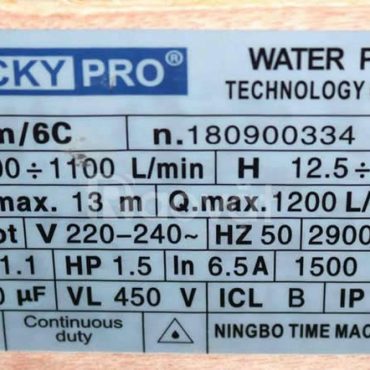 CKY PRO® WATER P
TECHNOLOGY
m/6C n.180900334
00÷1100 L/min H 12.5÷
max. 13 m Q.max.1200 L/
ot V 220-240~ HZ 50 2900
1.1 HP 1.5 In 6.5A 1500
0 µF VL 450 V ICL B IP
Continuous duty NINGBO TIME MAC